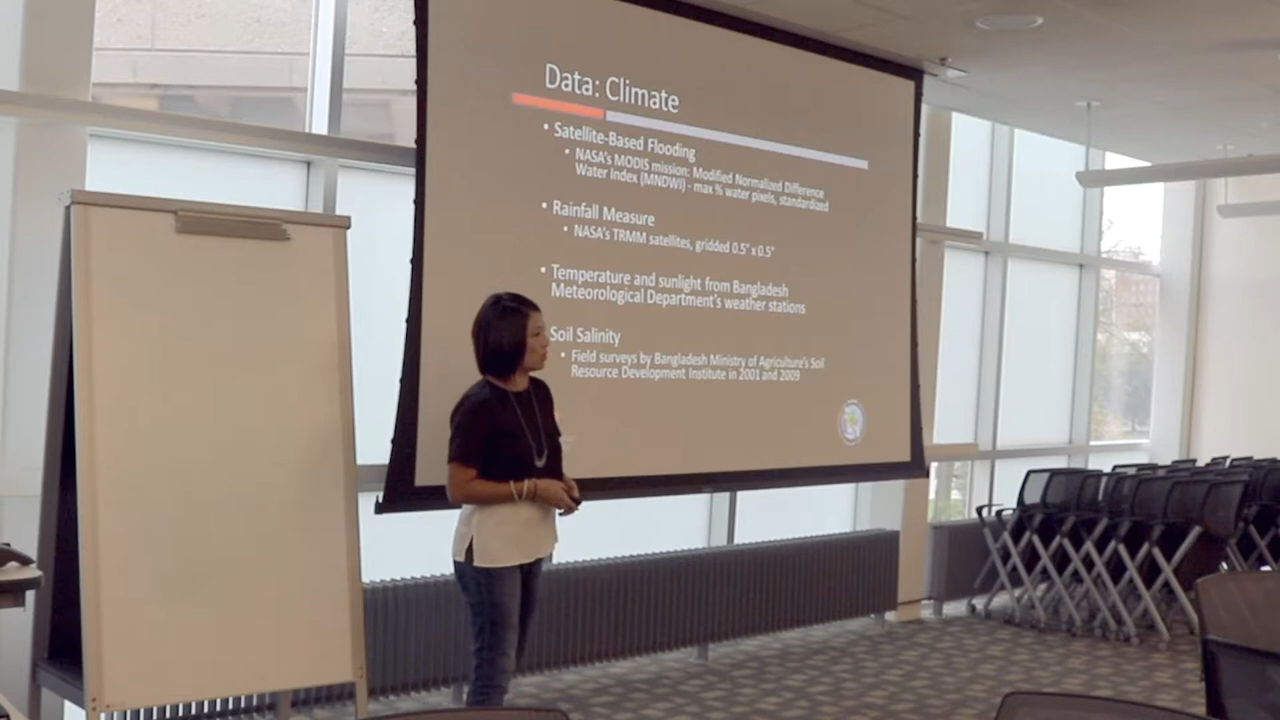 Data: Climate
• Satellite-Based Flooding
• NASA's MODIS mission: Modified Normalized Difference
Water Index (MNDWI) - max % water pixels, standardized
• Rainfall Measure
• NASA's TRMM satellites, gridded 0.5° x 0.5°
• Temperature and sunlight from Bangladesh
Meteorological Department's weather stations
Soil Salinity
• Field surveys by Bangladesh Ministry of Agriculture's Soil
Resource Development Institute in 2001 and 2009